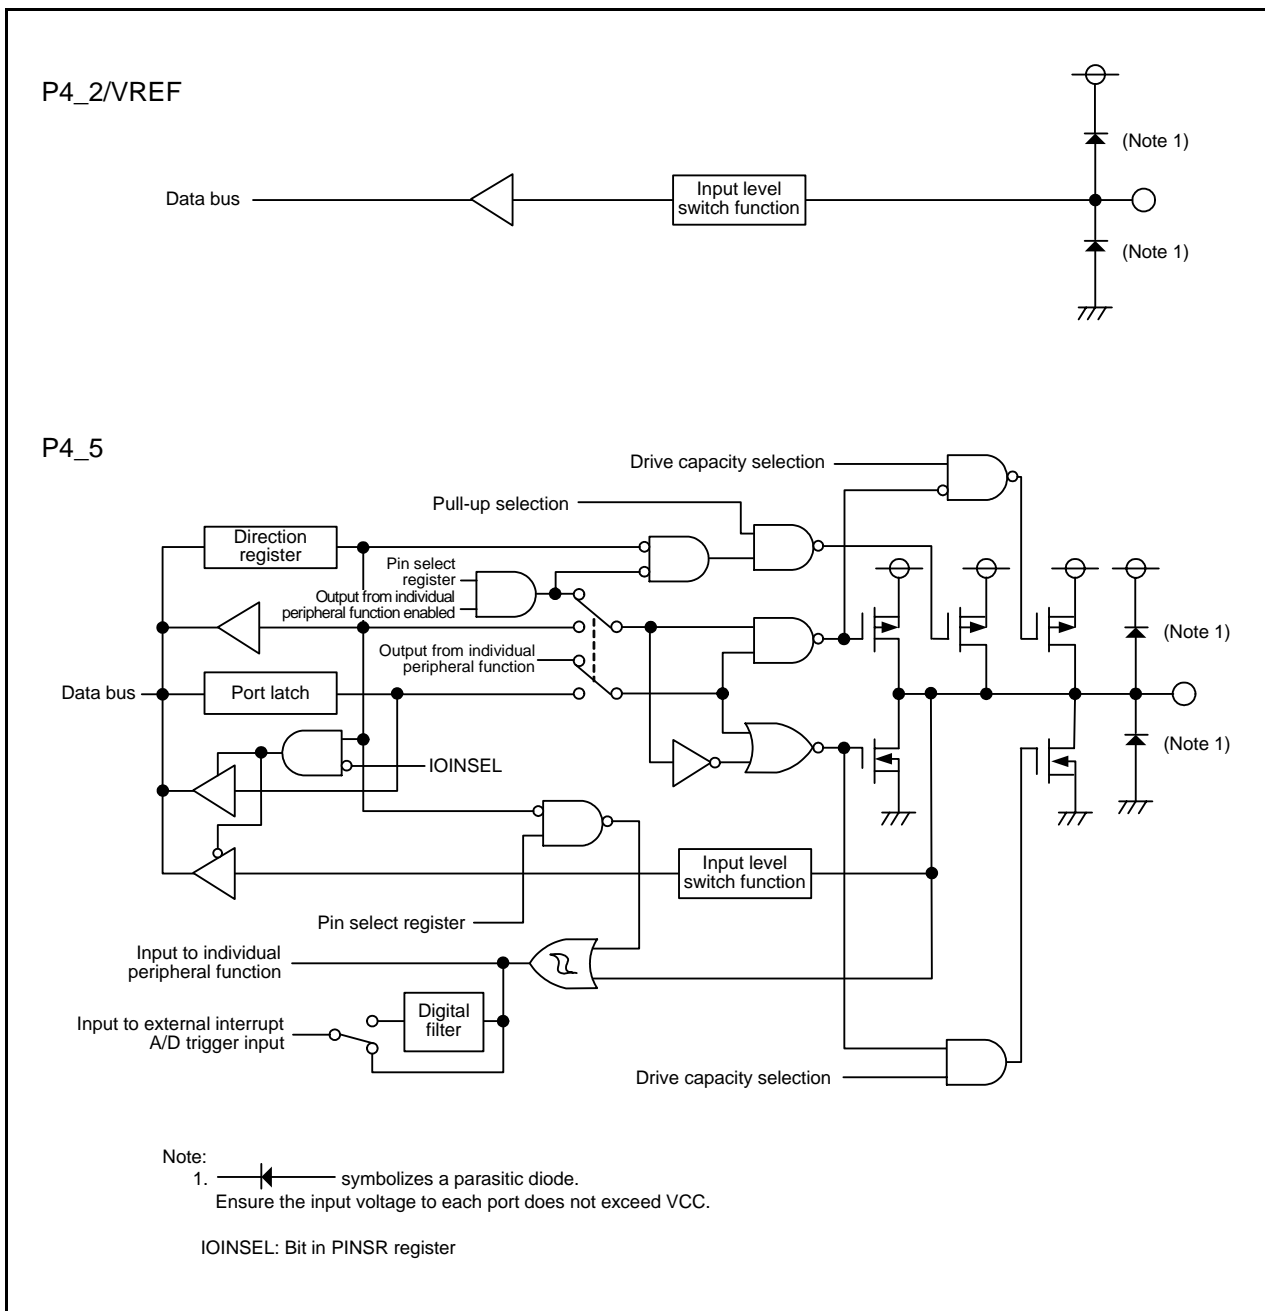 P4_2/VREF
(Note 1)
Data bus
Input level
switch function
(Note 1)
P4_5
Drive capacity selection
Pull-up selection
Direction
register
Pin select
register
Output from individual
peripheral function enabled
(Note 1)
Output from individual
peripheral function
Data bus
Port latch
(Note 1)
IOINSEL
Input level
switch function
Pin select register
Input to individual
peripheral function
Digital
filter
Input to external interrupt
A/D trigger input
Drive capacity selection
Note:
1. symbolizes a parasitic diode.
Ensure the input voltage to each port does not exceed VCC.
IOINSEL: Bit in PINSR register